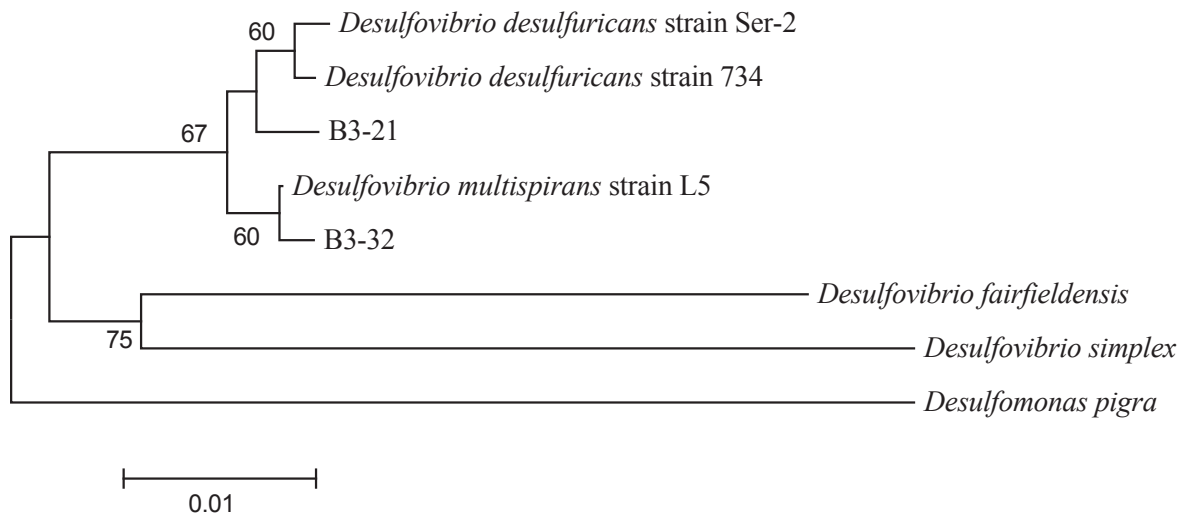 60
Desulfovibrio desulfuricans strain Ser-2
Desulfovibrio desulfuricans strain 734
67
B3-21
Desulfovibrio multispirans strain L5
60
B3-32
Desulfovibrio fairfieldensis
75
Desulfovibrio simplex
Desulfomonas pigra
0.01